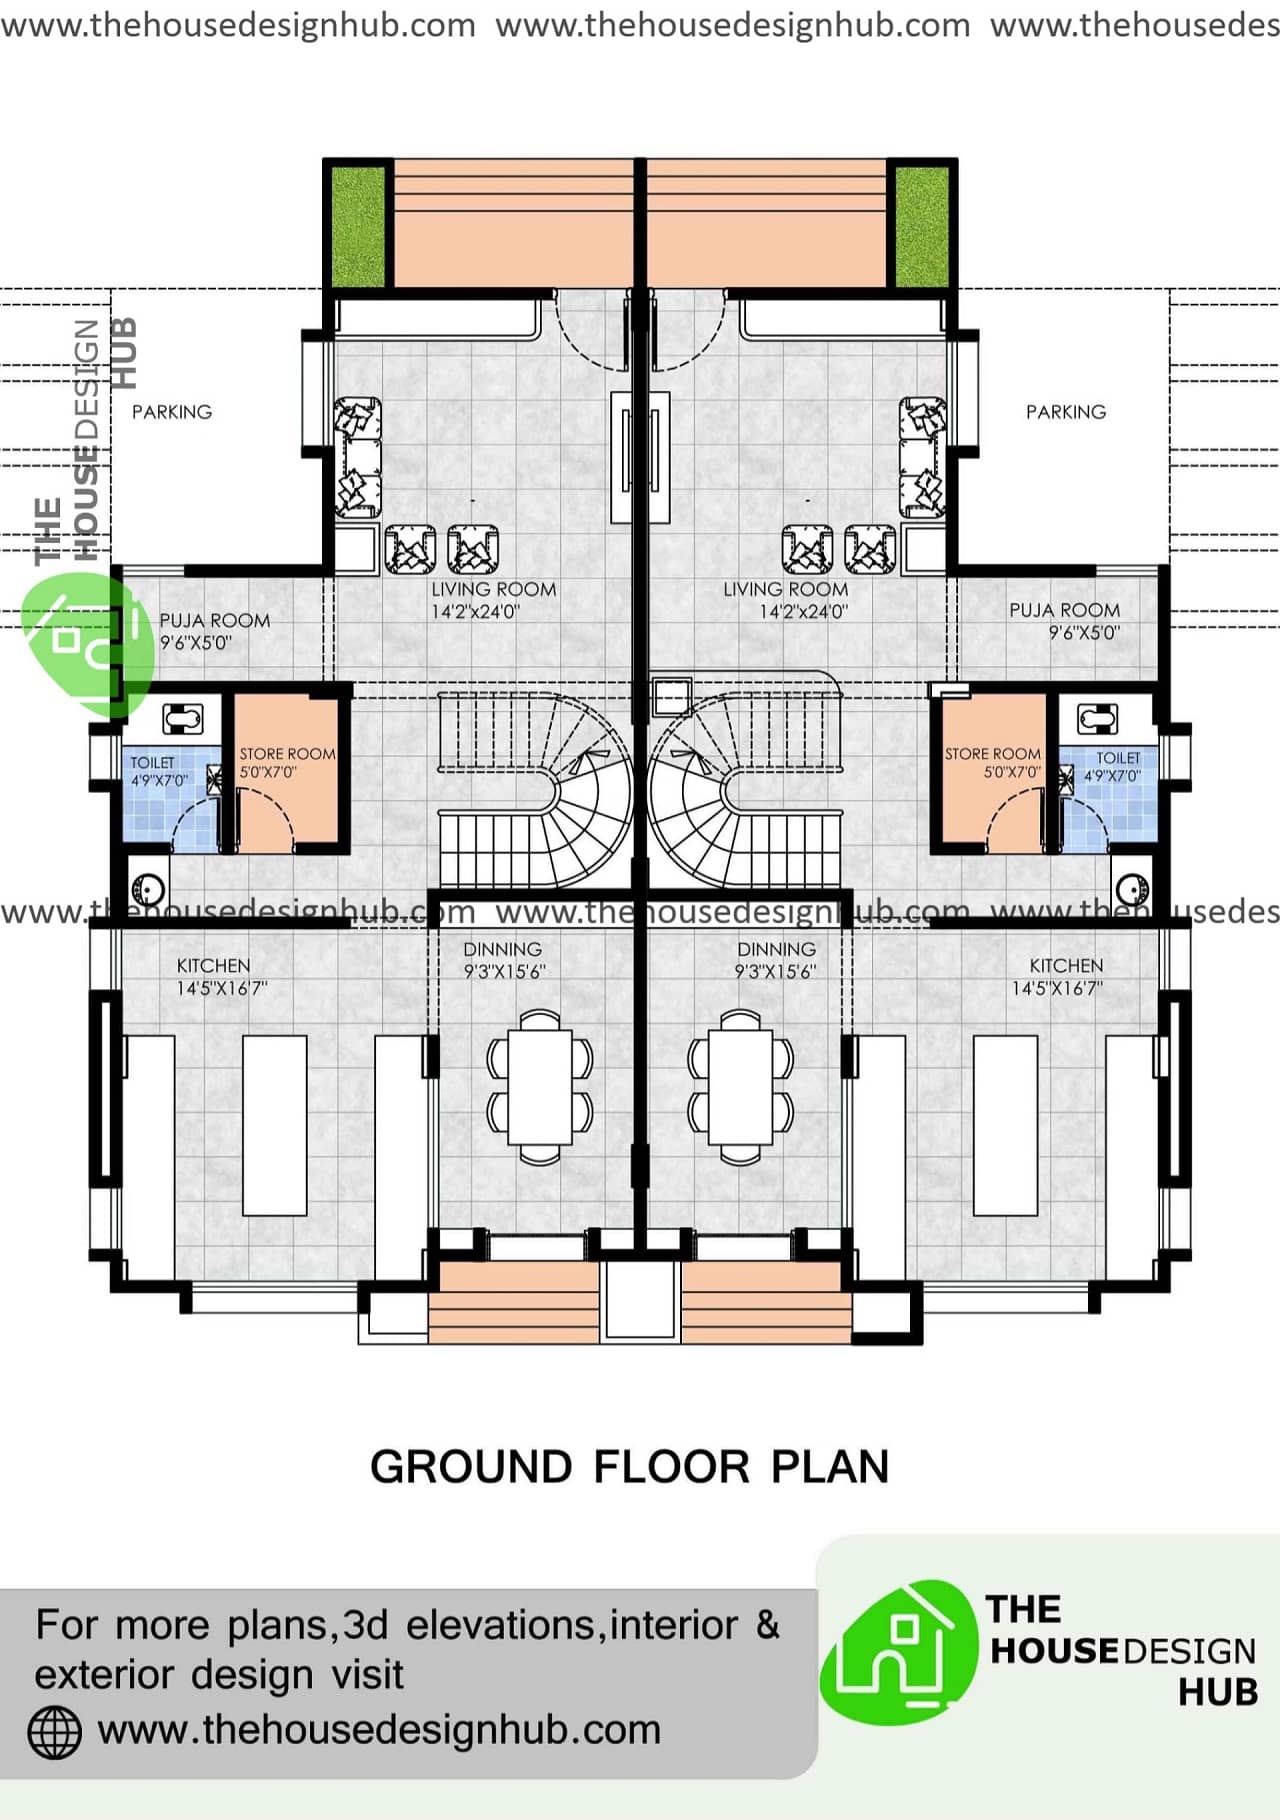 www.thehousedesignhub.com www.thehousedesignhub.com www.thehousedes
THE
HOUSEDESIGN
HUB
PARKING
PARKING
LIVING ROOM
14'2"x24'0"
LIVING ROOM
14'2"x24'0"
PUJA ROOM
9'6"X5'0"
PUJA ROOM
9'6"X5'0"
TOILET
4'9"X7'0"
STORE ROOM
5'0"X7'0"
STORE ROOM
5'0"X7'0"
TOILET
4'9"X7'0"
www.thehousedesignhub.com www.thehousedesignhub.com www.thehousedes
KITCHEN
14'5"X16'7"
DINNING
9'3"X15'6"
DINNING
9'3"X15'6"
KITCHEN
14'5"X16'7"
GROUND FLOOR PLAN
For more plans,3d elevations,interior &
exterior design visit
www.thehousedesignhub.com
THE
HOUSEDESIGN
HUB